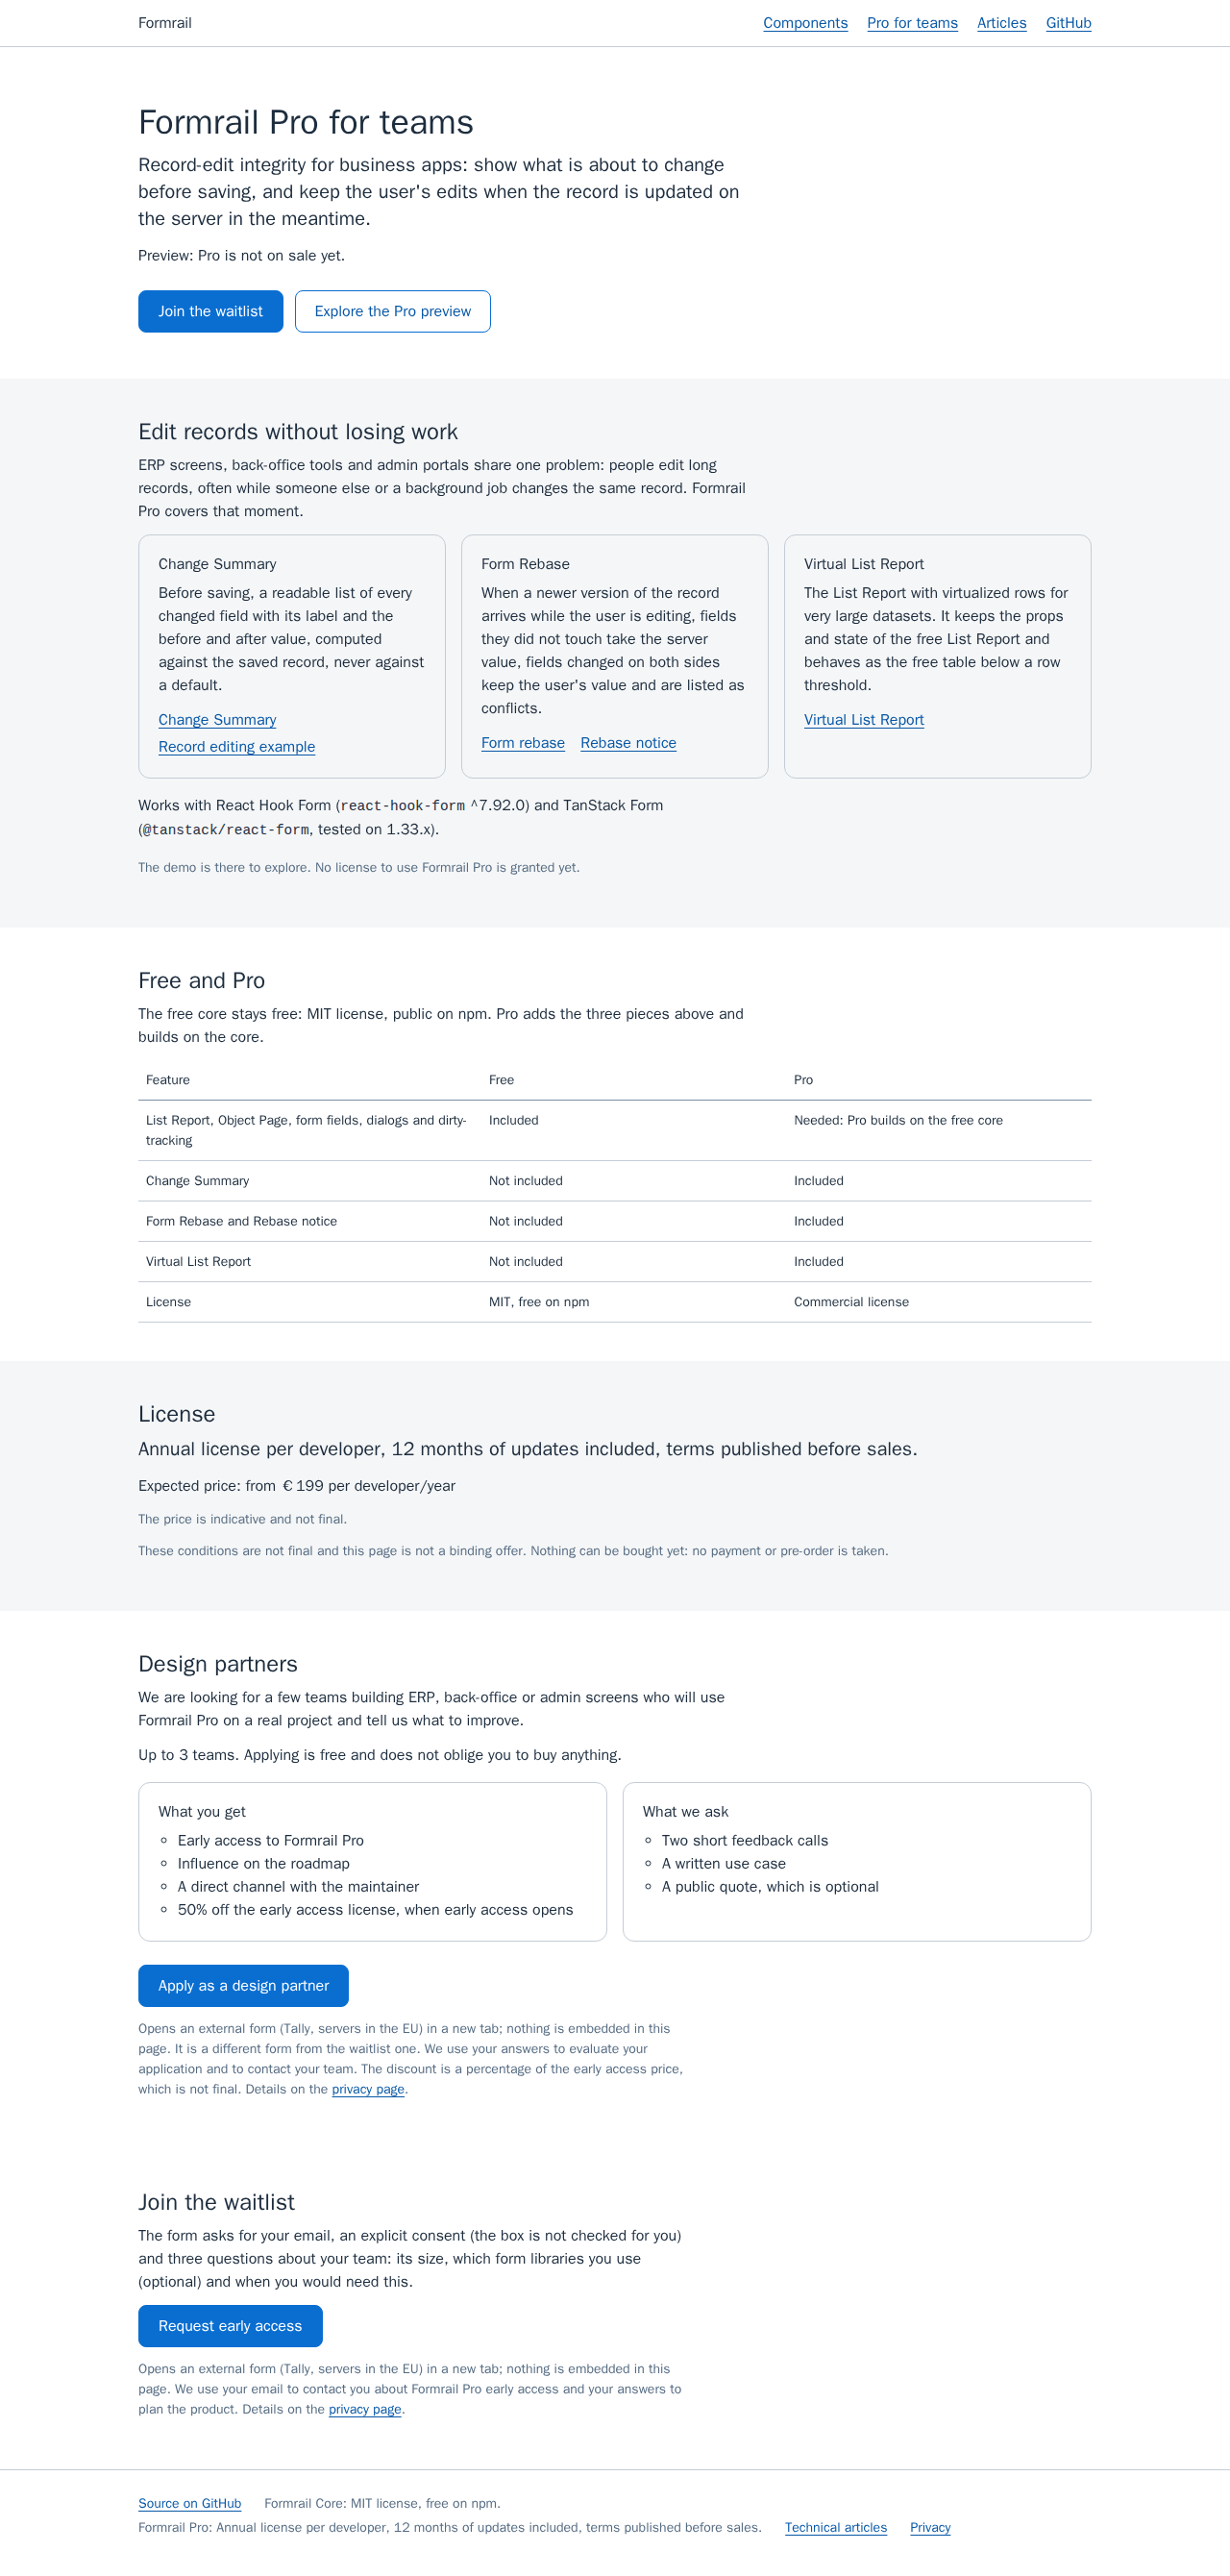 Formrail
Components Pro for teams Articles GitHub
Formrail Pro for teams
Record-edit integrity for business apps: show what is about to change
before saving, and keep the user's edits when the record is updated on
the server in the meantime.
Preview: Pro is not on sale yet.
Join the waitlist
Explore the Pro preview
Edit records without losing work
ERP screens, back-office tools and admin portals share one problem: people edit long
records, often while someone else or a background job changes the same record. Formrail
Pro covers that moment.
Change Summary
Before saving, a readable list of every
changed field with its label and the
before and after value, computed
against the saved record, never against
a default.
Change Summary
Record editing example
Form Rebase
When a newer version of the record
arrives while the user is editing, fields
they did not touch take the server
value, fields changed on both sides
keep the user's value and are listed as
conflicts.
Form rebase Rebase notice
Virtual List Report
The List Report with virtualized rows for
very large datasets. It keeps the props
and state of the free List Report and
behaves as the free table below a row
threshold.
Virtual List Report
Works with React Hook Form (react-hook-form ^7.92.0) and TanStack Form
(@tanstack/react-form, tested on 1.33.x).
The demo is there to explore. No license to use Formrail Pro is granted yet.
Free and Pro
The free core stays free: MIT license, public on npm. Pro adds the three pieces above and
builds on the core.
Feature Free Pro
List Report, Object Page, form fields, dialogs and dirty-
tracking
Included
Needed: Pro builds on the free core
Change Summary Not included Included
Form Rebase and Rebase notice Not included Included
Virtual List Report Not included Included
License MIT, free on npm Commercial license
License
Annual license per developer, 12 months of updates included, terms published before sales.
Expected price: from € 199 per developer/year
The price is indicative and not final.
These conditions are not final and this page is not a binding offer. Nothing can be bought yet: no payment or pre-order is taken.
Design partners
We are looking for a few teams building ERP, back-office or admin screens who will use
Formrail Pro on a real project and tell us what to improve.
Up to 3 teams. Applying is free and does not oblige you to buy anything.
What you get
Early access to Formrail Pro
Influence on the roadmap
A direct channel with the maintainer
50% off the early access license, when early access opens
What we ask
Two short feedback calls
A written use case
A public quote, which is optional
Apply as a design partner
Opens an external form (Tally, servers in the EU) in a new tab; nothing is embedded in this
page. It is a different form from the waitlist one. We use your answers to evaluate your
application and to contact your team. The discount is a percentage of the early access price,
which is not final. Details on the privacy page.
Join the waitlist
The form asks for your email, an explicit consent (the box is not checked for you)
and three questions about your team: its size, which form libraries you use
(optional) and when you would need this.
Request early access
Opens an external form (Tally, servers in the EU) in a new tab; nothing is embedded in this
page. We use your email to contact you about Formrail Pro early access and your answers to
plan the product. Details on the privacy page.
Source on GitHub Formrail Core: MIT license, free on npm.
Formrail Pro: Annual license per developer, 12 months of updates included, terms published before sales. Technical articles Privacy